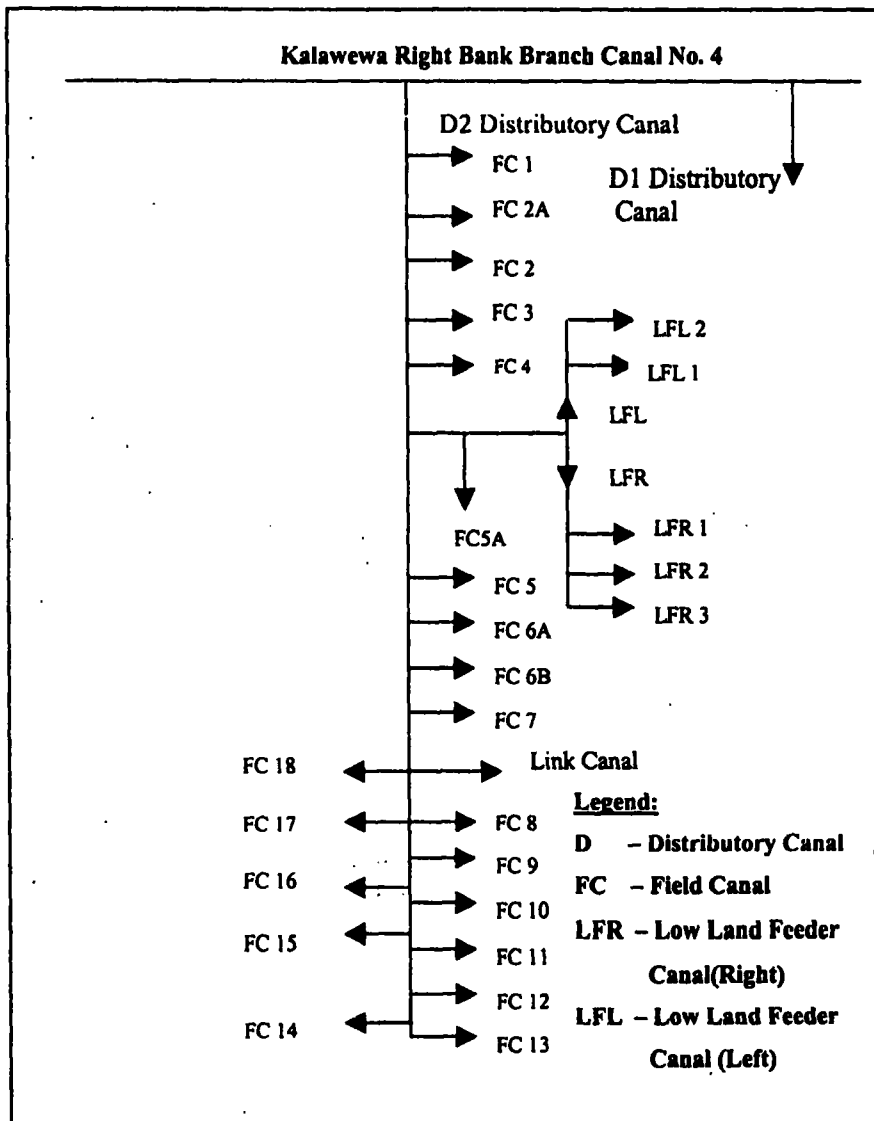 Kalawewa Right Bank Branch Canal No. 4
D2 Distributory Canal
FC 1
D1 Distributory
Canal
FC 2A
FC 2
FC 3
FC 4
LFL 2
LFL 1
LFL
LFR
FC5A
LFR 1
LFR 2
LFR 3
FC 5
FC 6A
FC 6B
FC 7
FC 18
Link Canal
FC 17
FC 8
FC 9
FC 16
FC 10
FC 15
FC 11
FC 12
FC 14
FC 13
Legend:
D – Distributory Canal
FC – Field Canal
LFR – Low Land Feeder
Canal(Right)
LFL – Low Land Feeder
Canal (Left)